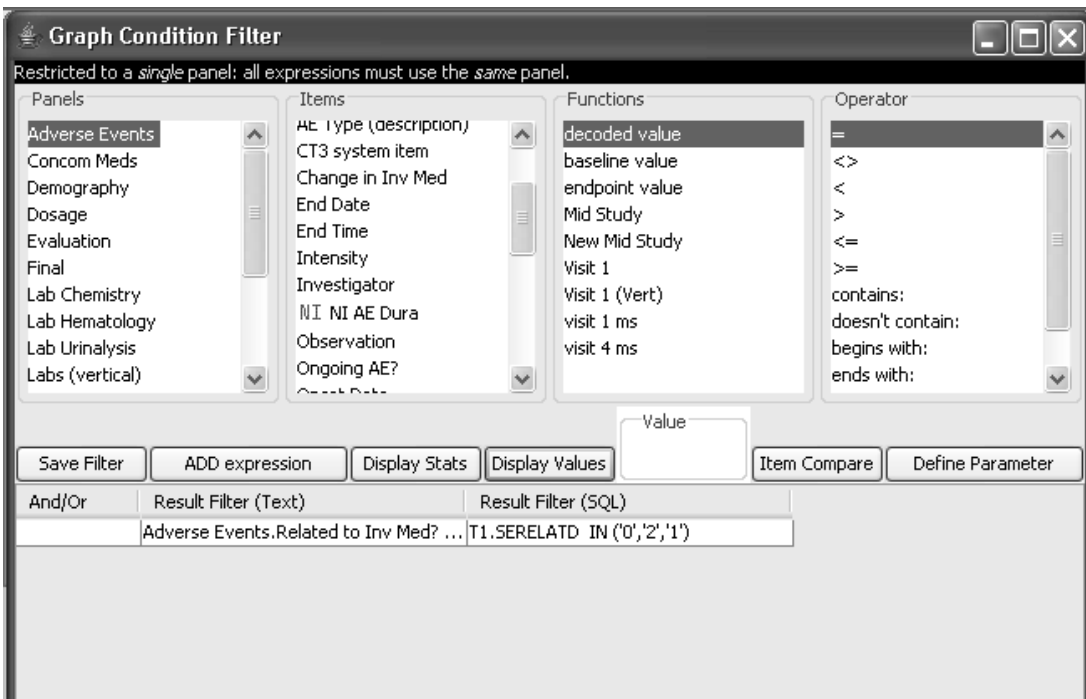 Graph Condition Filter
Restricted to a single panel: all expressions must use the same panel.
Panels
Adverse Events
Concom Meds
Demography
Dosage
Evaluation
Final
Lab Chemistry
Lab Hematology
Lab Urinalysis
Labs (vertical)
Items
AE Type (description)
CT3 system item
Change in Inv Med
End Date
End Time
Intensity
Investigator
NI NI AE Dura
Observation
Ongoing AE?
Onset Date
Functions
decoded value
baseline value
endpoint value
Mid Study
New Mid Study
Visit 1
Visit 1 (Vert)
visit 1 ms
visit 4 ms
Operator
=
<>
<
>
<=
>=
contains:
doesn't contain:
begins with:
ends with:
Value
Save Filter ADD expression Display Stats Display Values Item Compare Define Parameter
And/Or Result Filter (Text) Result Filter (SQL)
Adverse Events.Related to Inv Med? ... T1.SERELATD IN ('0','2','1')